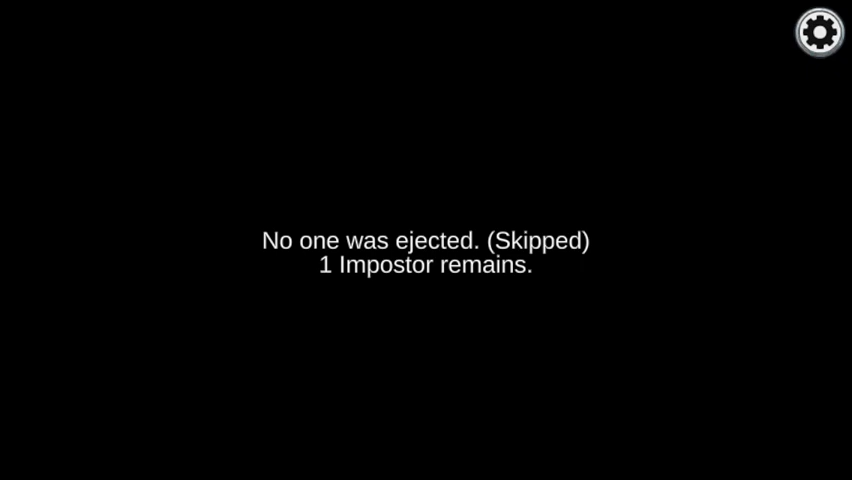 No one was ejected. (Skipped)
1 Impostor remains.